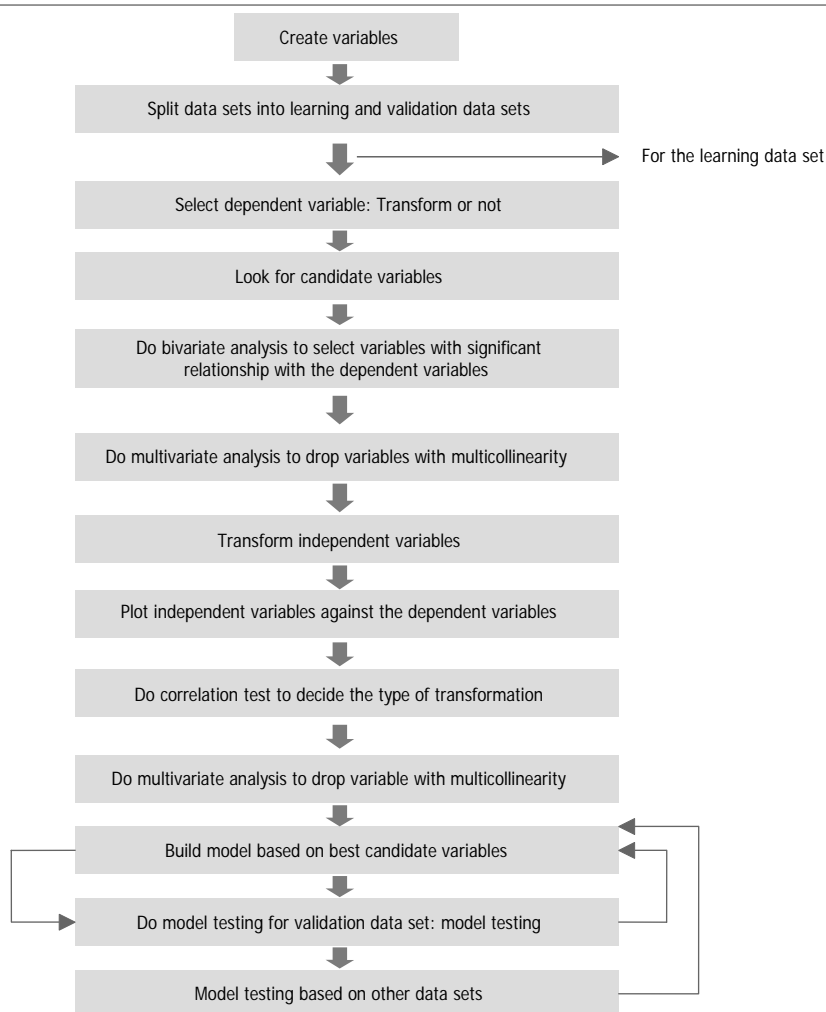 Create variables
Split data sets into learning and validation data sets
For the learning data set
Select dependent variable: Transform or not
Look for candidate variables
Do bivariate analysis to select variables with significant
relationship with the dependent variables
Do multivariate analysis to drop variables with multicollinearity
Transform independent variables
Plot independent variables against the dependent variables
Do correlation test to decide the type of transformation
Do multivariate analysis to drop variable with multicollinearity
Build model based on best candidate variables
Do model testing for validation data set: model testing
Model testing based on other data sets